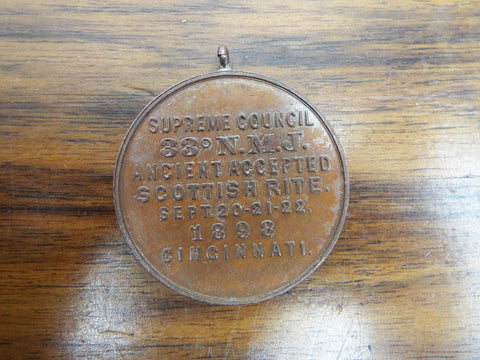 SUPREME COUNCIL
33° N.M.J.
ANCIENT ACCEPTED
SCOTTISH RITE.
SEPT. 20-21-22,
1898
CINCINNATI.